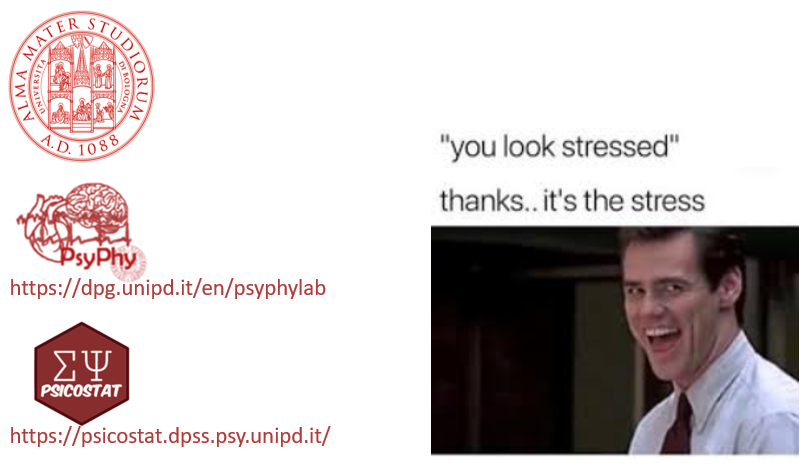 ALMA MATER STUDIORUM
UNIVERSITA DI BOLOGNA
A.D. 1088
PsyPhy
https://dpg.unipd.it/en/psyphylab
ΣΨ
PSICOSTAT
https://psicostat.dpss.psy.unipd.it/
"you look stressed"
thanks.. it's the stress